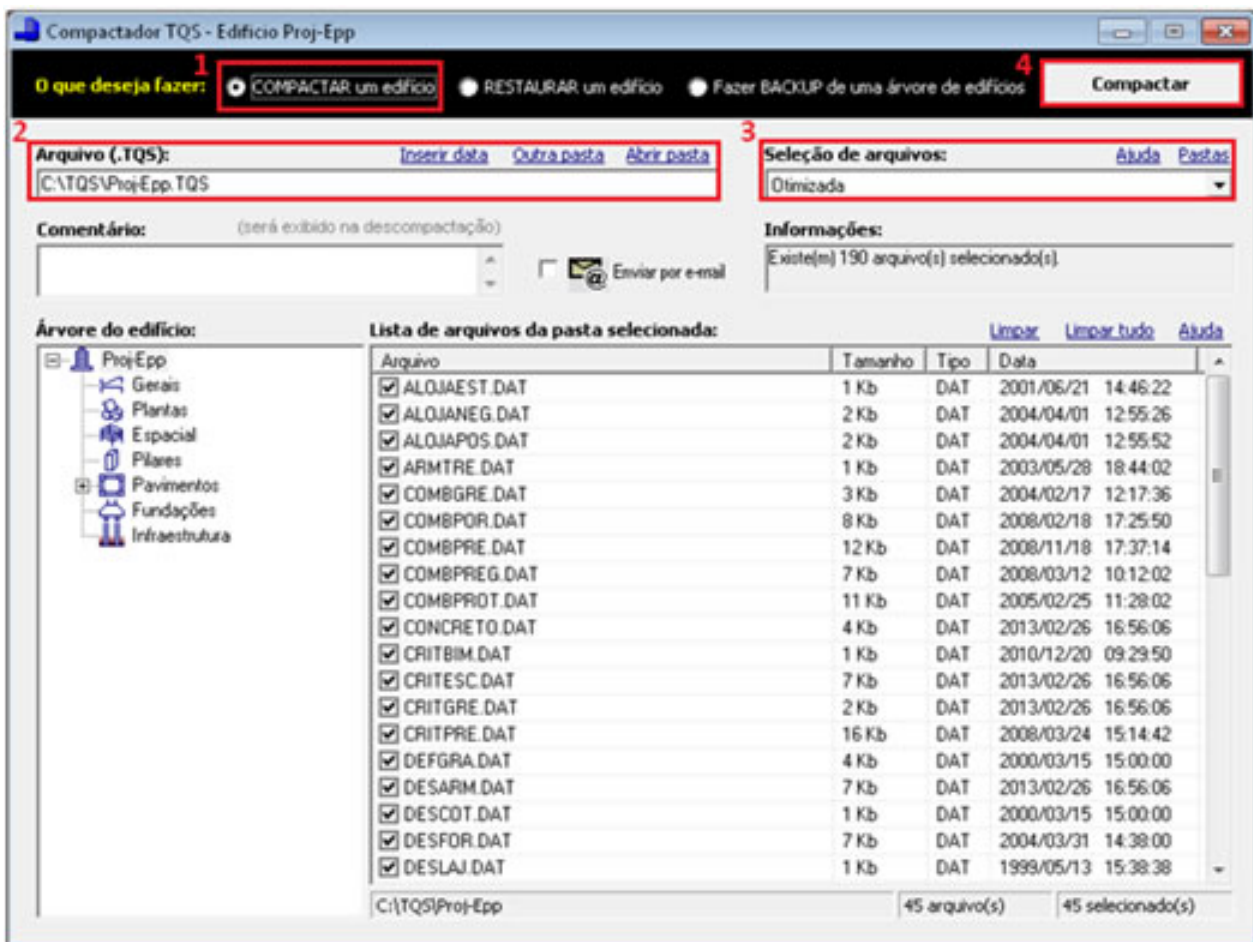 Compactador TQS - Edificio Proj-Epp
1
4
O que deseja fazer: COMPACTAR um edifício RESTAURAR um edifício Fazer BACKUP de uma árvore de edifícios Compactar
2
3
Arquivo (.TQS): Inserir data Outra pasta Abrir pasta Seleção de arquivos: Ajuda Pastas
C:\TQS\Proj-Epp.TQS Otimizada
Comentário: (será exibido na descompactação) Informações:
Enviar por e-mail Existe(m) 190 arquivo(s) selecionado(s).
Árvore do edifício: Lista de arquivos da pasta selecionada: Limpar Limpar tudo Ajuda
Proj-Epp
Gerais
Plantas
Espacial
Pilares
Pavimentos
Fundações
Infraestrutura
Arquivo Tamanho Tipo Data
ALOJAEST.DAT 1 Kb DAT 2001/06/21 14:46:22
ALOJANEG.DAT 2 Kb DAT 2004/04/01 12:55:26
ALOJAPOS.DAT 2 Kb DAT 2004/04/01 12:55:52
ARMTRE.DAT 1 Kb DAT 2003/05/28 18:44:02
COMBGRE.DAT 3 Kb DAT 2004/02/17 12:17:36
COMBPOR.DAT 8 Kb DAT 2008/02/18 17:25:50
COMBPRE.DAT 12 Kb DAT 2008/11/18 17:37:14
COMBPREG.DAT 7 Kb DAT 2008/03/12 10:12:02
COMBPROT.DAT 11 Kb DAT 2005/02/25 11:28:02
CONCRETO.DAT 4 Kb DAT 2013/02/26 16:56:06
CRITBIM.DAT 1 Kb DAT 2010/12/20 09:29:50
CRITESC.DAT 7 Kb DAT 2013/02/26 16:56:06
CRITGRE.DAT 2 Kb DAT 2013/02/26 16:56:06
CRITPRE.DAT 16 Kb DAT 2008/03/24 15:14:42
DEFGRA.DAT 4 Kb DAT 2000/03/15 15:00:00
DESARM.DAT 7 Kb DAT 2013/02/26 16:56:06
DESCOT.DAT 1 Kb DAT 2000/03/15 15:00:00
DESFOR.DAT 7 Kb DAT 2004/03/31 14:38:00
DESLAJ.DAT 1 Kb DAT 1999/05/13 15:38:38
C:\TQS\Proj-Epp 45 arquivo(s) 45 selecionado(s)